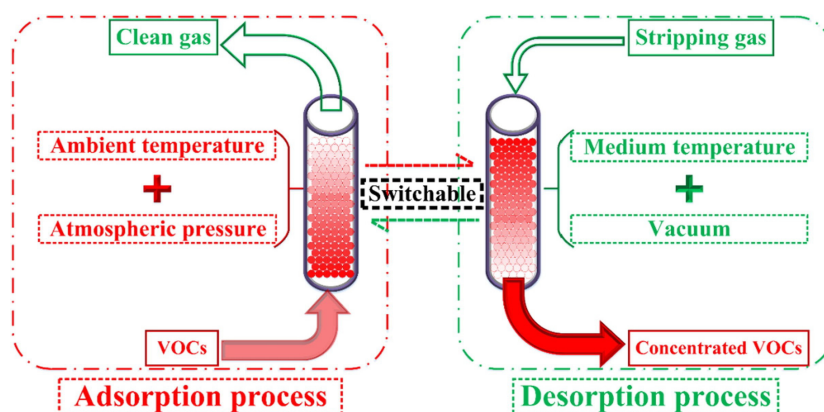 Clean gas
Stripping gas
Ambient temperature
Medium temperature
Switchable
Atmospheric pressure
Vacuum
VOCs
Concentrated VOCs
Adsorption process
Desorption process